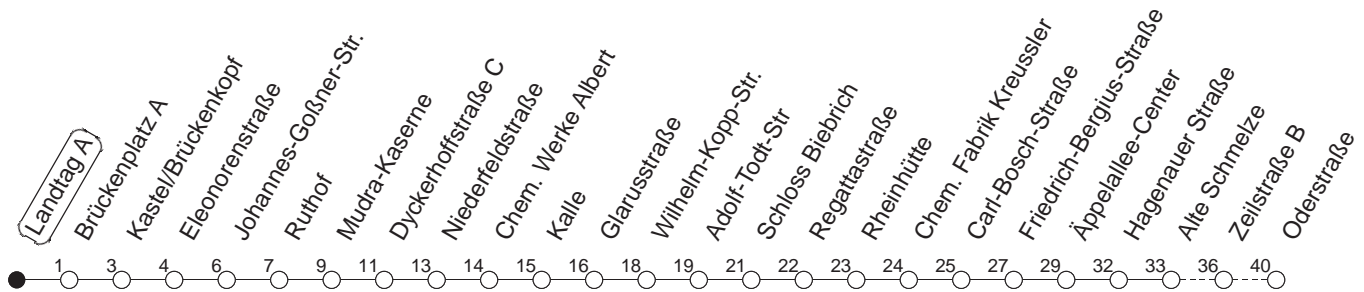 Landtag A
Brückenplatz A
Kastel/Brückenkopf
Eleonorenstraße
Johannes-Goßner-Str.
Ruthof
Mudra-Kaserne
Dyckerhoffstraße C
Niederfeldstraße
Chem. Werke Albert
Kalle
Glarusstraße
Wilhelm-Kopp-Str.
Adolf-Todt-Str
Schloss Biebrich
Regattastraße
Rheinhütte
Chem. Fabrik Kreussler
Carl-Bosch-Straße
Friedrich-Bergius-Straße
Äppelallee-Center
Hagenauer Straße
Alte Schmelze
Zeilstraße B
Oderstraße
1 3 4 6 7 9 11 13 14 15 16 18 19 21 22 23 24 25 27 29 32 33 36 40